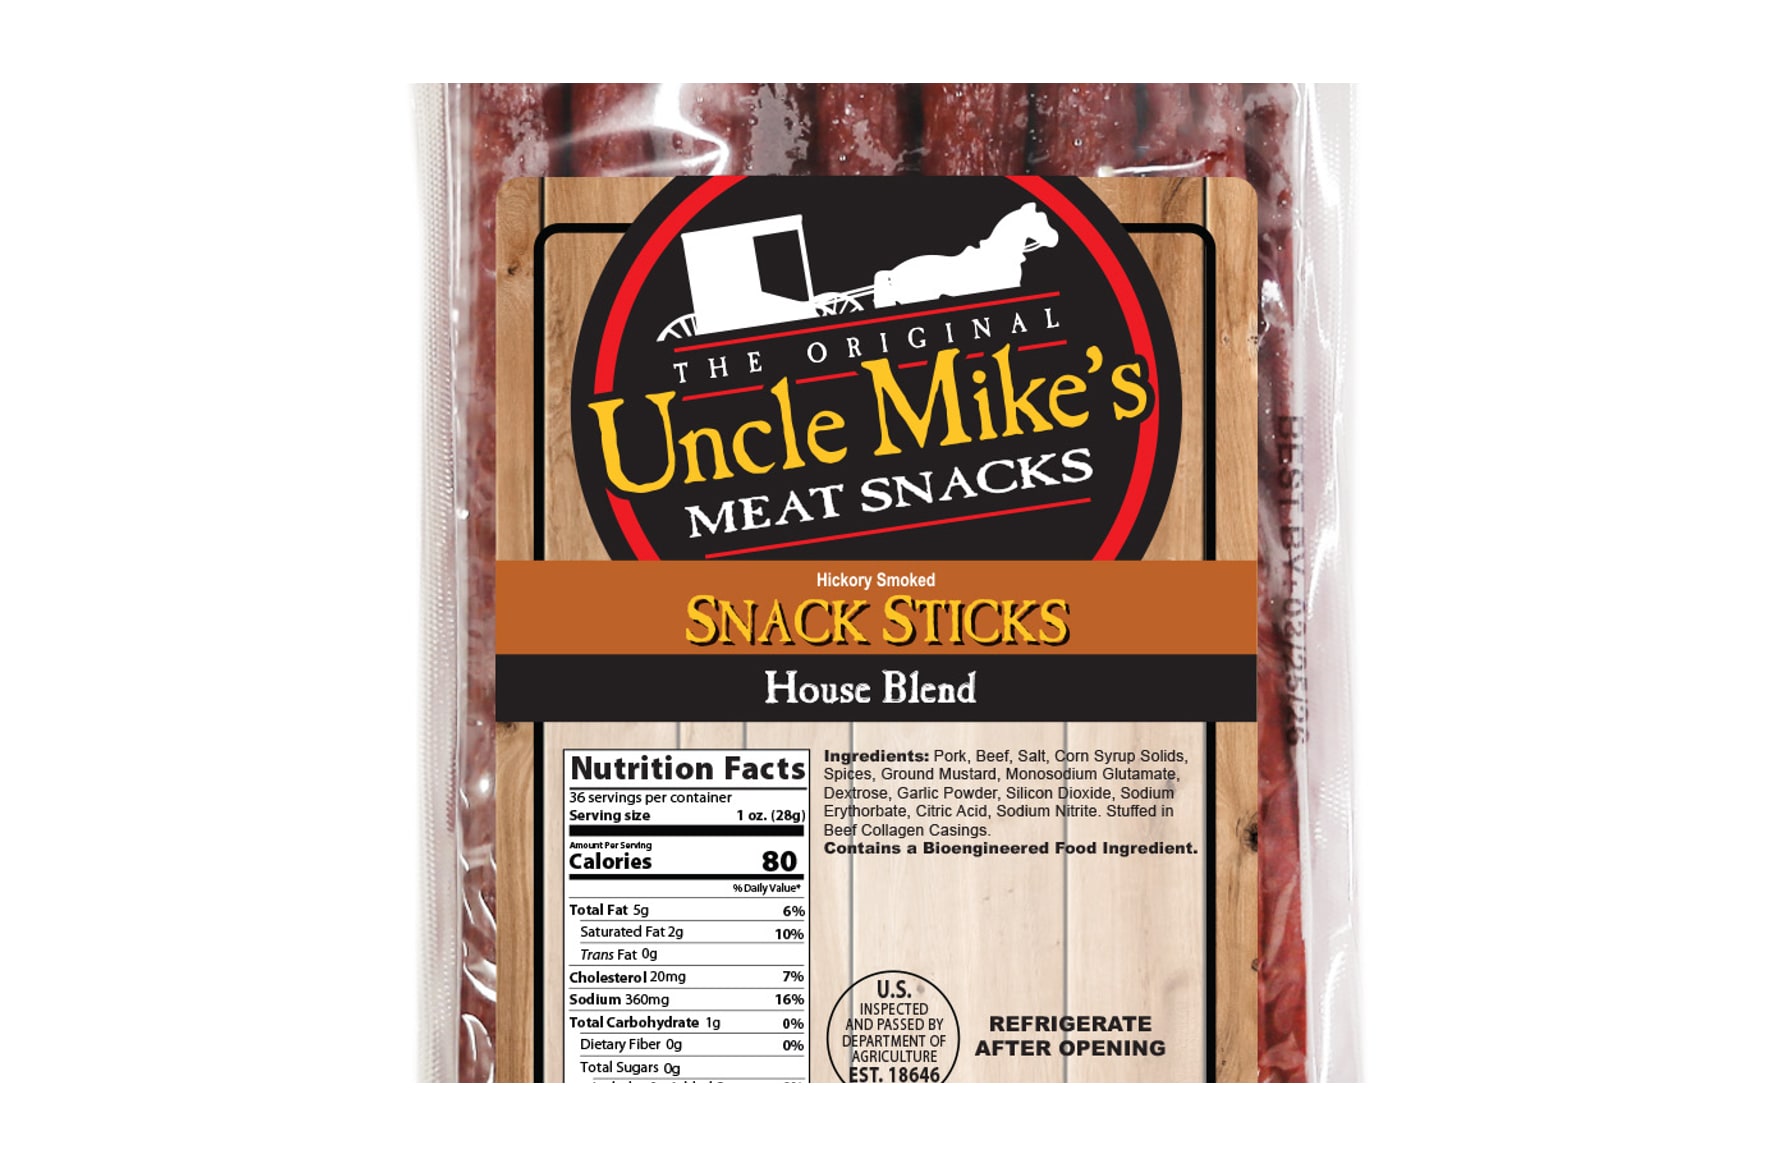 THE ORIGINAL
Uncle Mike's
MEAT SNACKS
Hickory Smoked
SNACK STICKS
House Blend
Nutrition Facts
36 servings per container
Serving size 1 oz. (28g)
Amount Per Serving
Calories 80
% Daily Value*
Total Fat 5g 6%
Saturated Fat 2g 10%
Trans Fat 0g
Cholesterol 20mg 7%
Sodium 360mg 16%
Total Carbohydrate 1g 0%
Dietary Fiber 0g 0%
Total Sugars 0g
Ingredients: Pork, Beef, Salt, Corn Syrup Solids,
Spices, Ground Mustard, Monosodium Glutamate,
Dextrose, Garlic Powder, Silicon Dioxide, Sodium
Erythorbate, Citric Acid, Sodium Nitrite. Stuffed in
Beef Collagen Casings.
Contains a Bioengineered Food Ingredient.
U.S.
INSPECTED
AND PASSED BY
DEPARTMENT OF
AGRICULTURE
EST. 18646
REFRIGERATE
AFTER OPENING
BEST BY